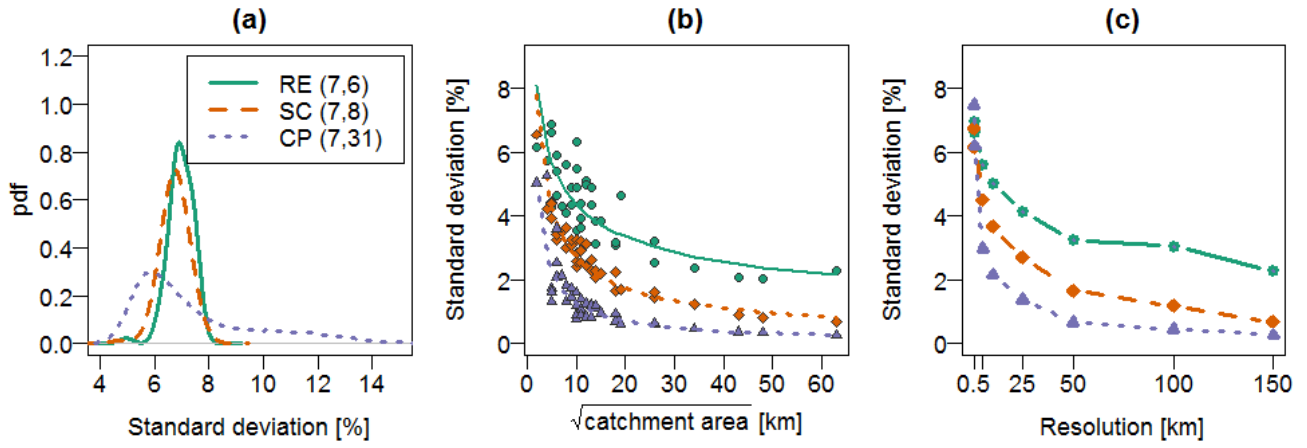 (a)
pdf
1.2
1.0
0.8
0.6
0.4
0.2
0.0
RE (7,6)
SC (7,8)
CP (7,31)
4 6 8 10 12 14
Standard deviation [%]
(b)
Standard deviation [%]
8
6
4
2
0
0 10 20 30 40 50 60
√catchment area [km]
(c)
Standard deviation [%]
8
6
4
2
0
0.5 5 25 50 100 150
Resolution [km]